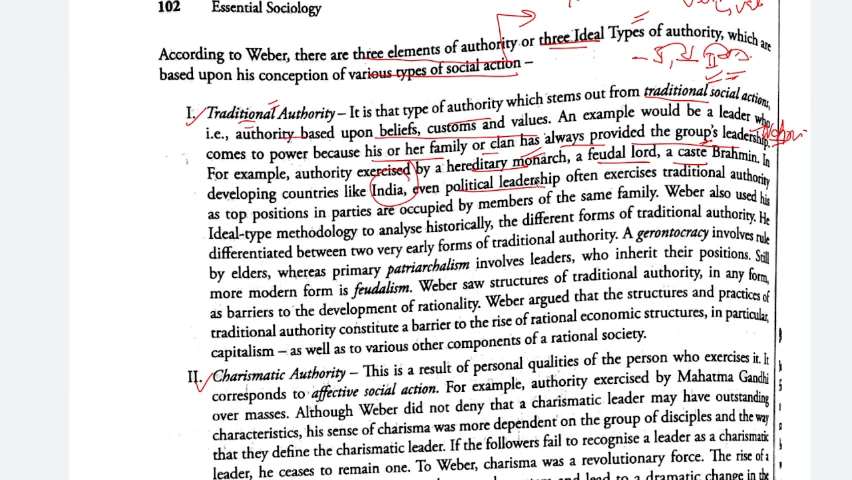 102 Essential Sociology
According to Weber, there are three elements of authority or three Ideal Types of authority, which are
based upon his conception of various types of social action –
I. Traditional Authority – It is that type of authority which stems out from traditional social actions,
i.e., authority based upon beliefs, customs and values. An example would be a leader who
comes to power because his or her family or clan has always provided the group's leadership.
For example, authority exercised by a hereditary monarch, a feudal lord, a caste Brahmin. In
developing countries like India, even political leadership often exercises traditional authority
as top positions in parties are occupied by members of the same family. Weber also used his
Ideal-type methodology to analyse historically, the different forms of traditional authority. He
differentiated between two very early forms of traditional authority. A gerontocracy involves rule
by elders, whereas primary patriarchalism involves leaders, who inherit their positions. Still
more modern form is feudalism. Weber saw structures of traditional authority, in any form,
as barriers to the development of rationality. Weber argued that the structures and practices of
traditional authority constitute a barrier to the rise of rational economic structures, in particular,
capitalism – as well as to various other components of a rational society.
II. Charismatic Authority – This is a result of personal qualities of the person who exercises it. It
corresponds to affective social action. For example, authority exercised by Mahatma Gandhi
over masses. Although Weber did not deny that a charismatic leader may have outstanding
characteristics, his sense of charisma was more dependent on the group of disciples and the way
that they define the charismatic leader. If the followers fail to recognise a leader as a charismatic
leader, he ceases to remain one. To Weber, charisma was a revolutionary force. The rise of a
and lead to a dramatic change in the